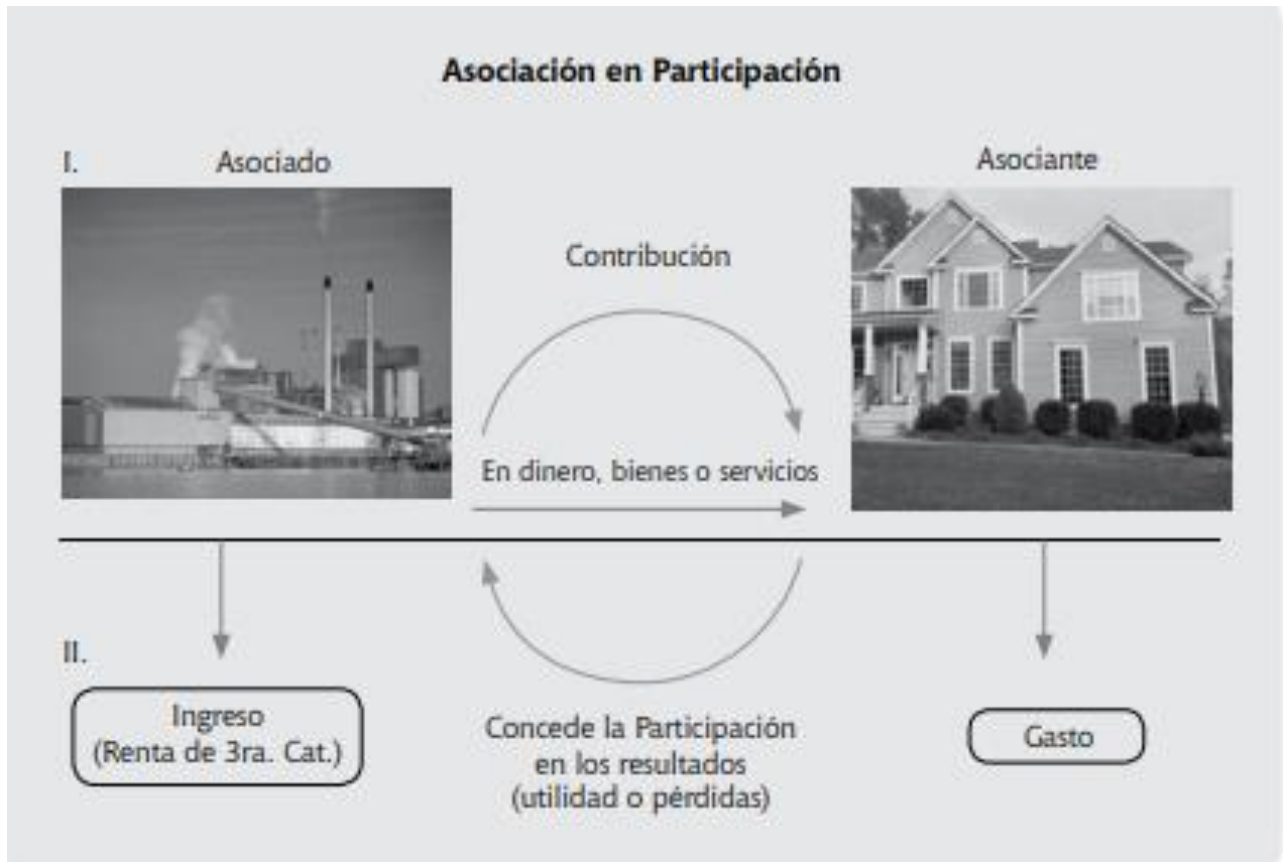 Asociación en Participación
I.
Asociado
Asociante
Contribución
En dinero, bienes o servicios
II.
Ingreso
(Renta de 3ra. Cat.)
Concede la Participación
en los resultados
(utilidad o pérdidas)
Gasto